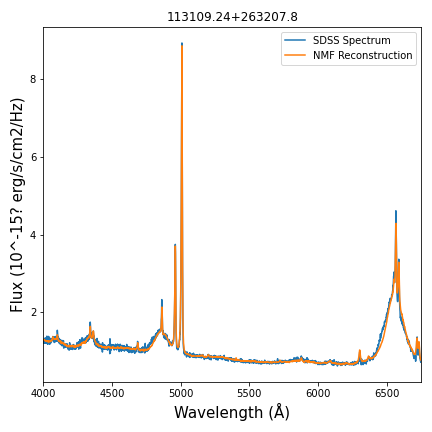 113109.24+263207.8
SDSS Spectrum
NMF Reconstruction
Flux (10^-15? erg/s/cm2/Hz)
8
6
4
2
4000 4500 5000 5500 6000 6500
Wavelength (Å)